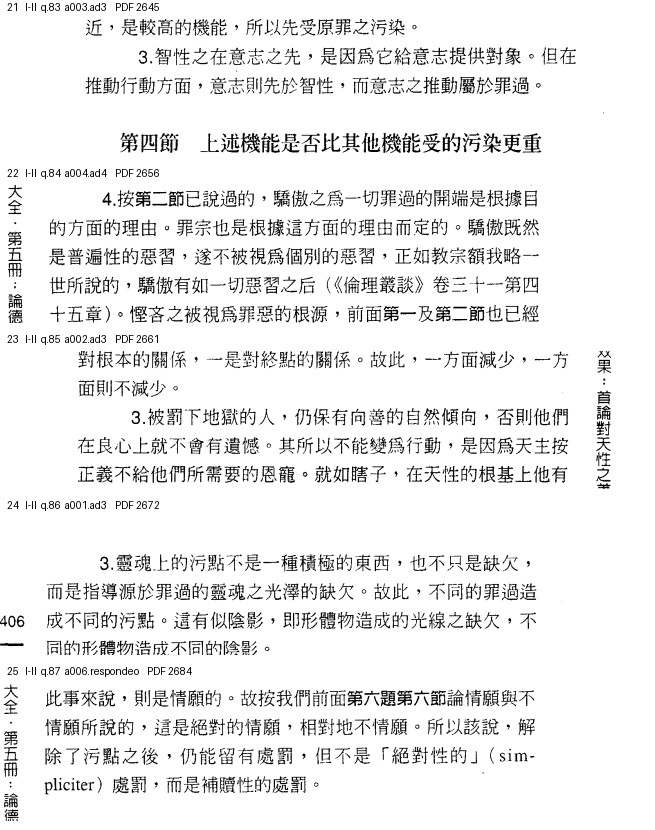 21 I-II q.83 a003.ad3 PDF 2645
近，是較高的機能，所以先受原罪之污染。
3.智性之在意志之先，是因爲它給意志提供對象。但在
推動行動方面，意志則先於智性，而意志之推動屬於罪過。
第四節 上述機能是否比其他機能受的污染更重
22 I-II q.84 a004.ad4 PDF 2656
大全．第五冊：論德
4.按第二節已說過的，驕傲之爲一切罪過的開端是根據目
的方面的理由。罪宗也是根據這方面的理由而定的。驕傲既然
是普遍性的惡習，遂不被視爲個別的惡習，正如教宗額我略一
世所說的，驕傲有如一切惡習之后（《倫理叢談》卷三十一第四
十五章）。慳吝之被視爲罪惡的根源，前面第一及第二節也已經
23 I-II q.85 a002.ad3 PDF 2661
對根本的關係，一是對終點的關係。故此，一方面減少，一方
面則不減少。
3.被罰下地獄的人，仍保有向善的自然傾向，否則他們
在良心上就不會有遺憾。其所以不能變爲行動，是因爲天主按
正義不給他們所需要的恩寵。就如瞎子，在天性的根基上他有
效果：首論對天性之
24 I-II q.86 a001.ad3 PDF 2672
3.靈魂上的污點不是一種積極的東西，也不只是缺欠，
而是指導源於罪過的靈魂之光澤的缺欠。故此，不同的罪過造
成不同的污點。這有似陰影，即形體物造成的光線之缺欠，不
同的形體物造成不同的陰影。
406
25 I-II q.87 a006.respondeo PDF 2684
大全．第五冊：論德
此事來說，則是情願的。故按我們前面第六題第六節論情願與不
情願所說的，這是絕對的情願，相對地不情願。所以該說，解
除了污點之後，仍能留有處罰，但不是「絕對性的」（sim-
pliciter）處罰，而是補贖性的處罰。